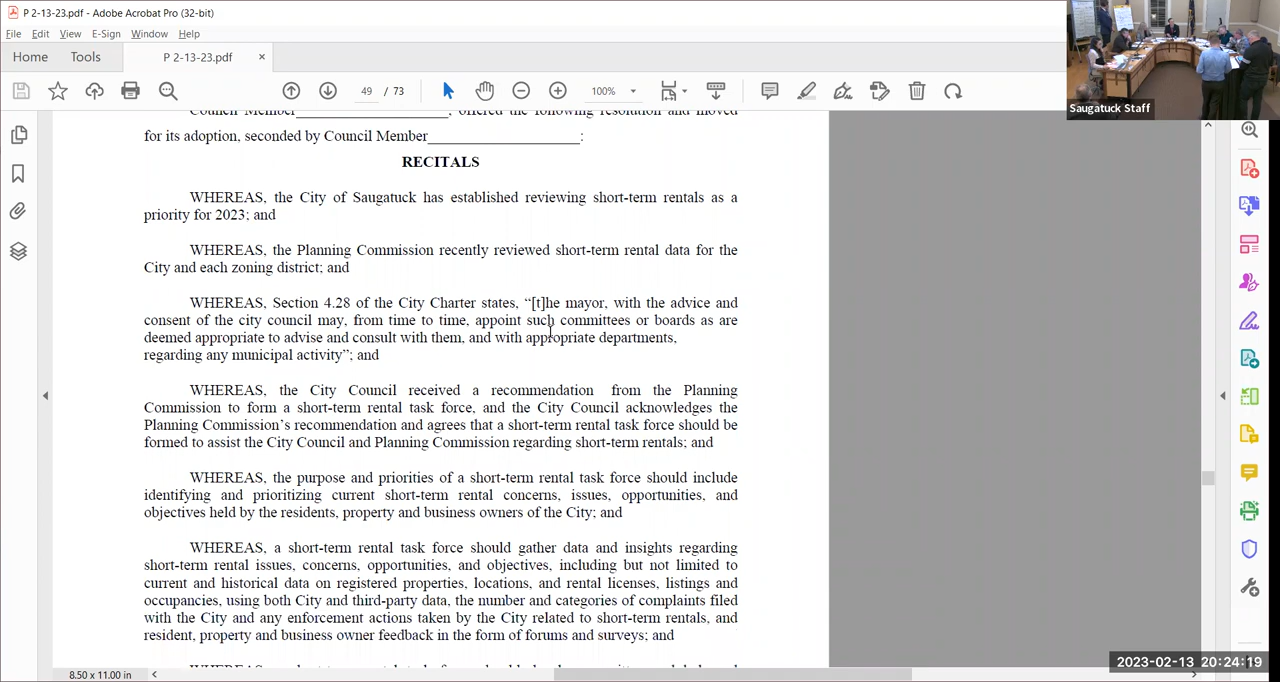 P 2-13-23.pdf - Adobe Acrobat Pro (32-bit)
File Edit View E-Sign Window Help
Home Tools P 2-13-23.pdf ×
49 / 73 100%
Council Member____________________, offered the following resolution and moved
for its adoption, seconded by Council Member____________________:
RECITALS
WHEREAS, the City of Saugatuck has established reviewing short-term rentals as a
priority for 2023; and
WHEREAS, the Planning Commission recently reviewed short-term rental data for the
City and each zoning district; and
WHEREAS, Section 4.28 of the City Charter states, “[t]he mayor, with the advice and
consent of the city council may, from time to time, appoint such committees or boards as are
deemed appropriate to advise and consult with them, and with appropriate departments,
regarding any municipal activity”; and
WHEREAS, the City Council received a recommendation from the Planning
Commission to form a short-term rental task force, and the City Council acknowledges the
Planning Commission’s recommendation and agrees that a short-term rental task force should be
formed to assist the City Council and Planning Commission regarding short-term rentals; and
WHEREAS, the purpose and priorities of a short-term rental task force should include
identifying and prioritizing current short-term rental concerns, issues, opportunities, and
objectives held by the residents, property and business owners of the City; and
WHEREAS, a short-term rental task force should gather data and insights regarding
short-term rental issues, concerns, opportunities, and objectives, including but not limited to
current and historical data on registered properties, locations, and rental licenses, listings and
occupancies, using both City and third-party data, the number and categories of complaints filed
with the City and any enforcement actions taken by the City related to short-term rentals, and
resident, property and business owner feedback in the form of forums and surveys; and
8.50 x 11.00 in
Saugatuck Staff
2023-02-13 20:24:19